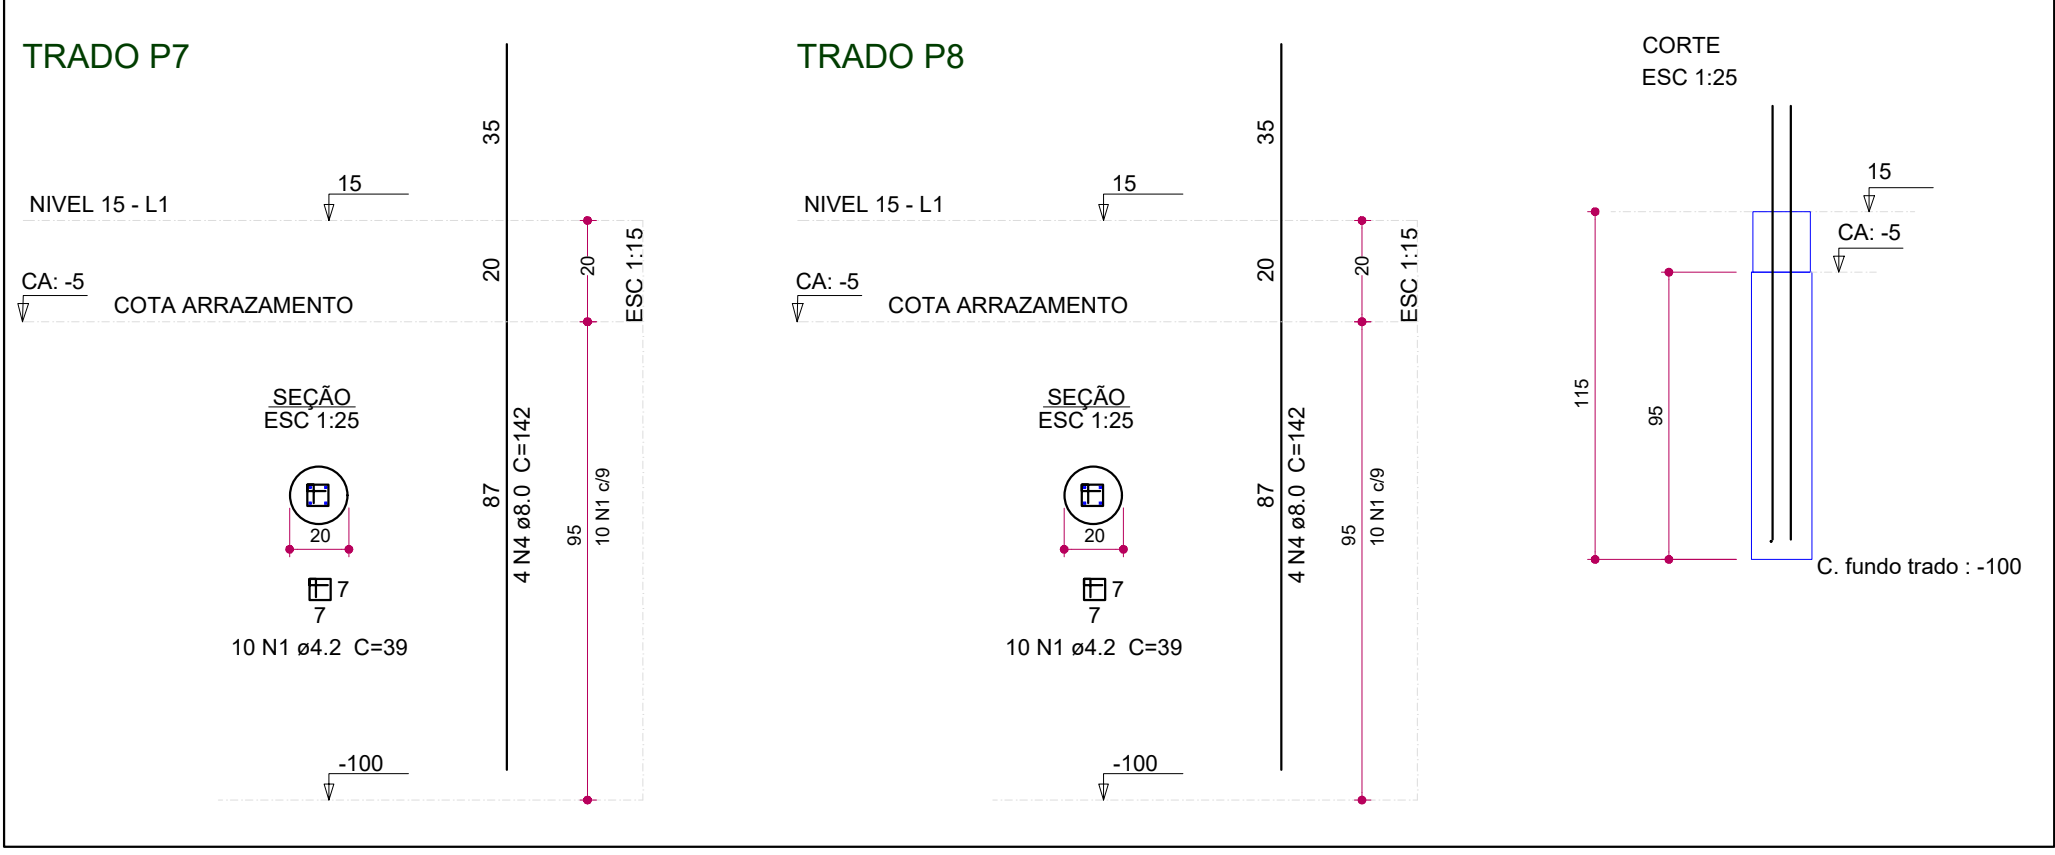 TRADO P7
35
15
NIVEL 15 - L1
20
20
ESC 1:15
CA: -5
COTA ARRAZAMENTO
SEÇÃO
ESC 1:25
20
7
7
10 N1 ø4.2 C=39
87
4 N4 ø8.0 C=142
95
10 N1 c/9
-100
TRADO P8
35
15
NIVEL 15 - L1
20
20
ESC 1:15
CA: -5
COTA ARRAZAMENTO
SEÇÃO
ESC 1:25
20
7
7
10 N1 ø4.2 C=39
87
4 N4 ø8.0 C=142
95
10 N1 c/9
-100
CORTE
ESC 1:25
15
CA: -5
115
95
C. fundo trado : -100